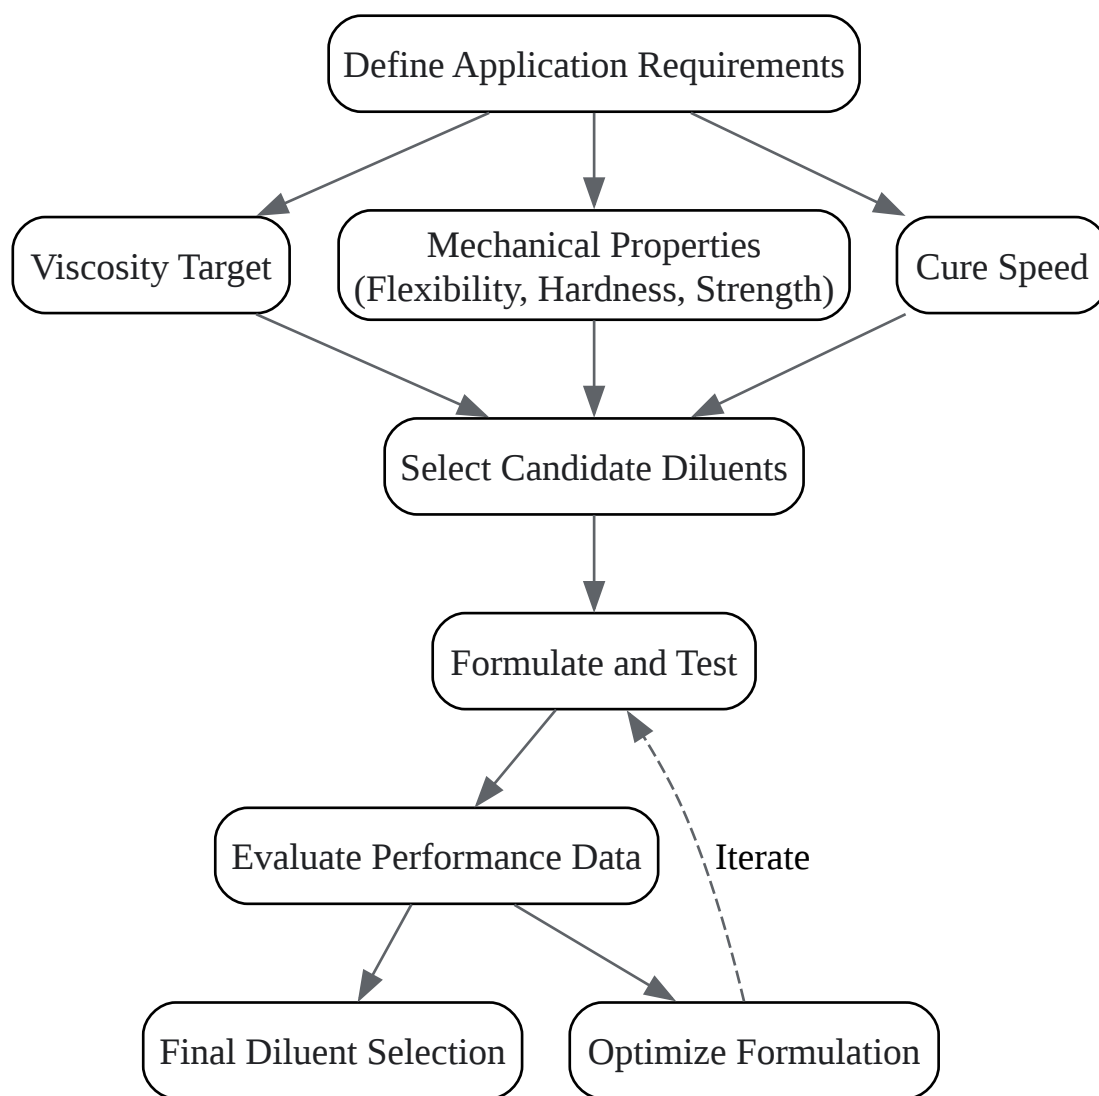 Define Application Requirements
Viscosity Target
Mechanical Properties
(Flexibility, Hardness, Strength)
Cure Speed
Select Candidate Diluents
Formulate and Test
Evaluate Performance Data
Iterate
Final Diluent Selection
Optimize Formulation